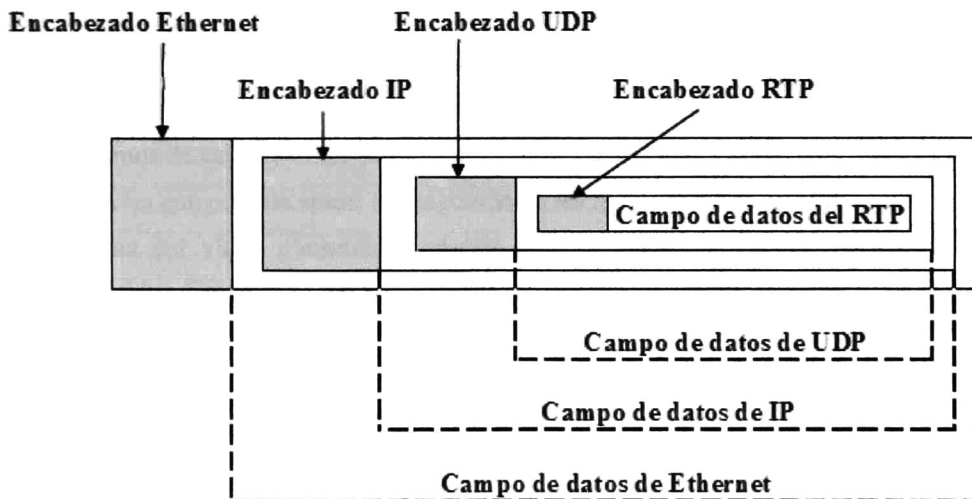 Encabezado Ethernet
Encabezado UDP
Encabezado IP
Encabezado RTP
Campo de datos del RTP
Campo de datos de UDP
Campo de datos de IP
Campo de datos de Ethernet